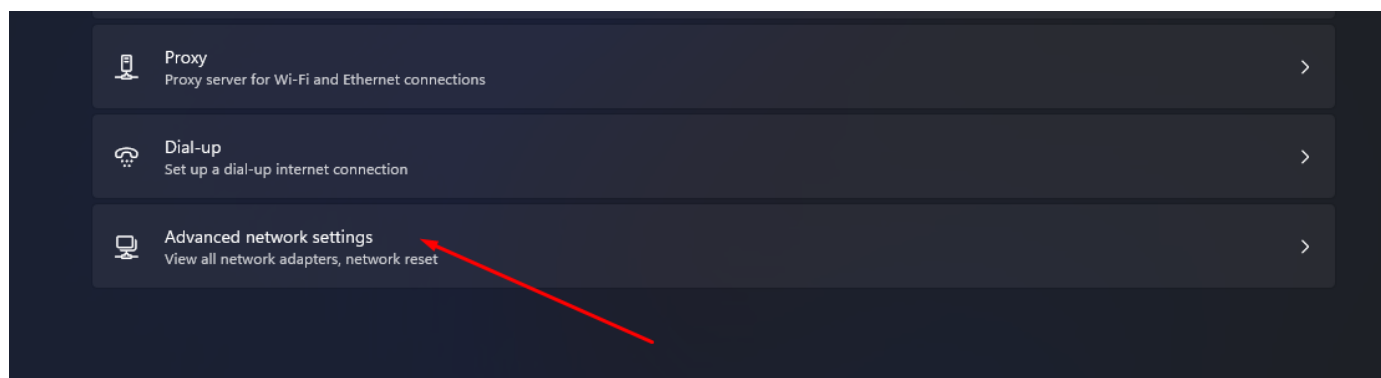 Proxy
Proxy server for Wi-Fi and Ethernet connections
Dial-up
Set up a dial-up internet connection
Advanced network settings
View all network adapters, network reset